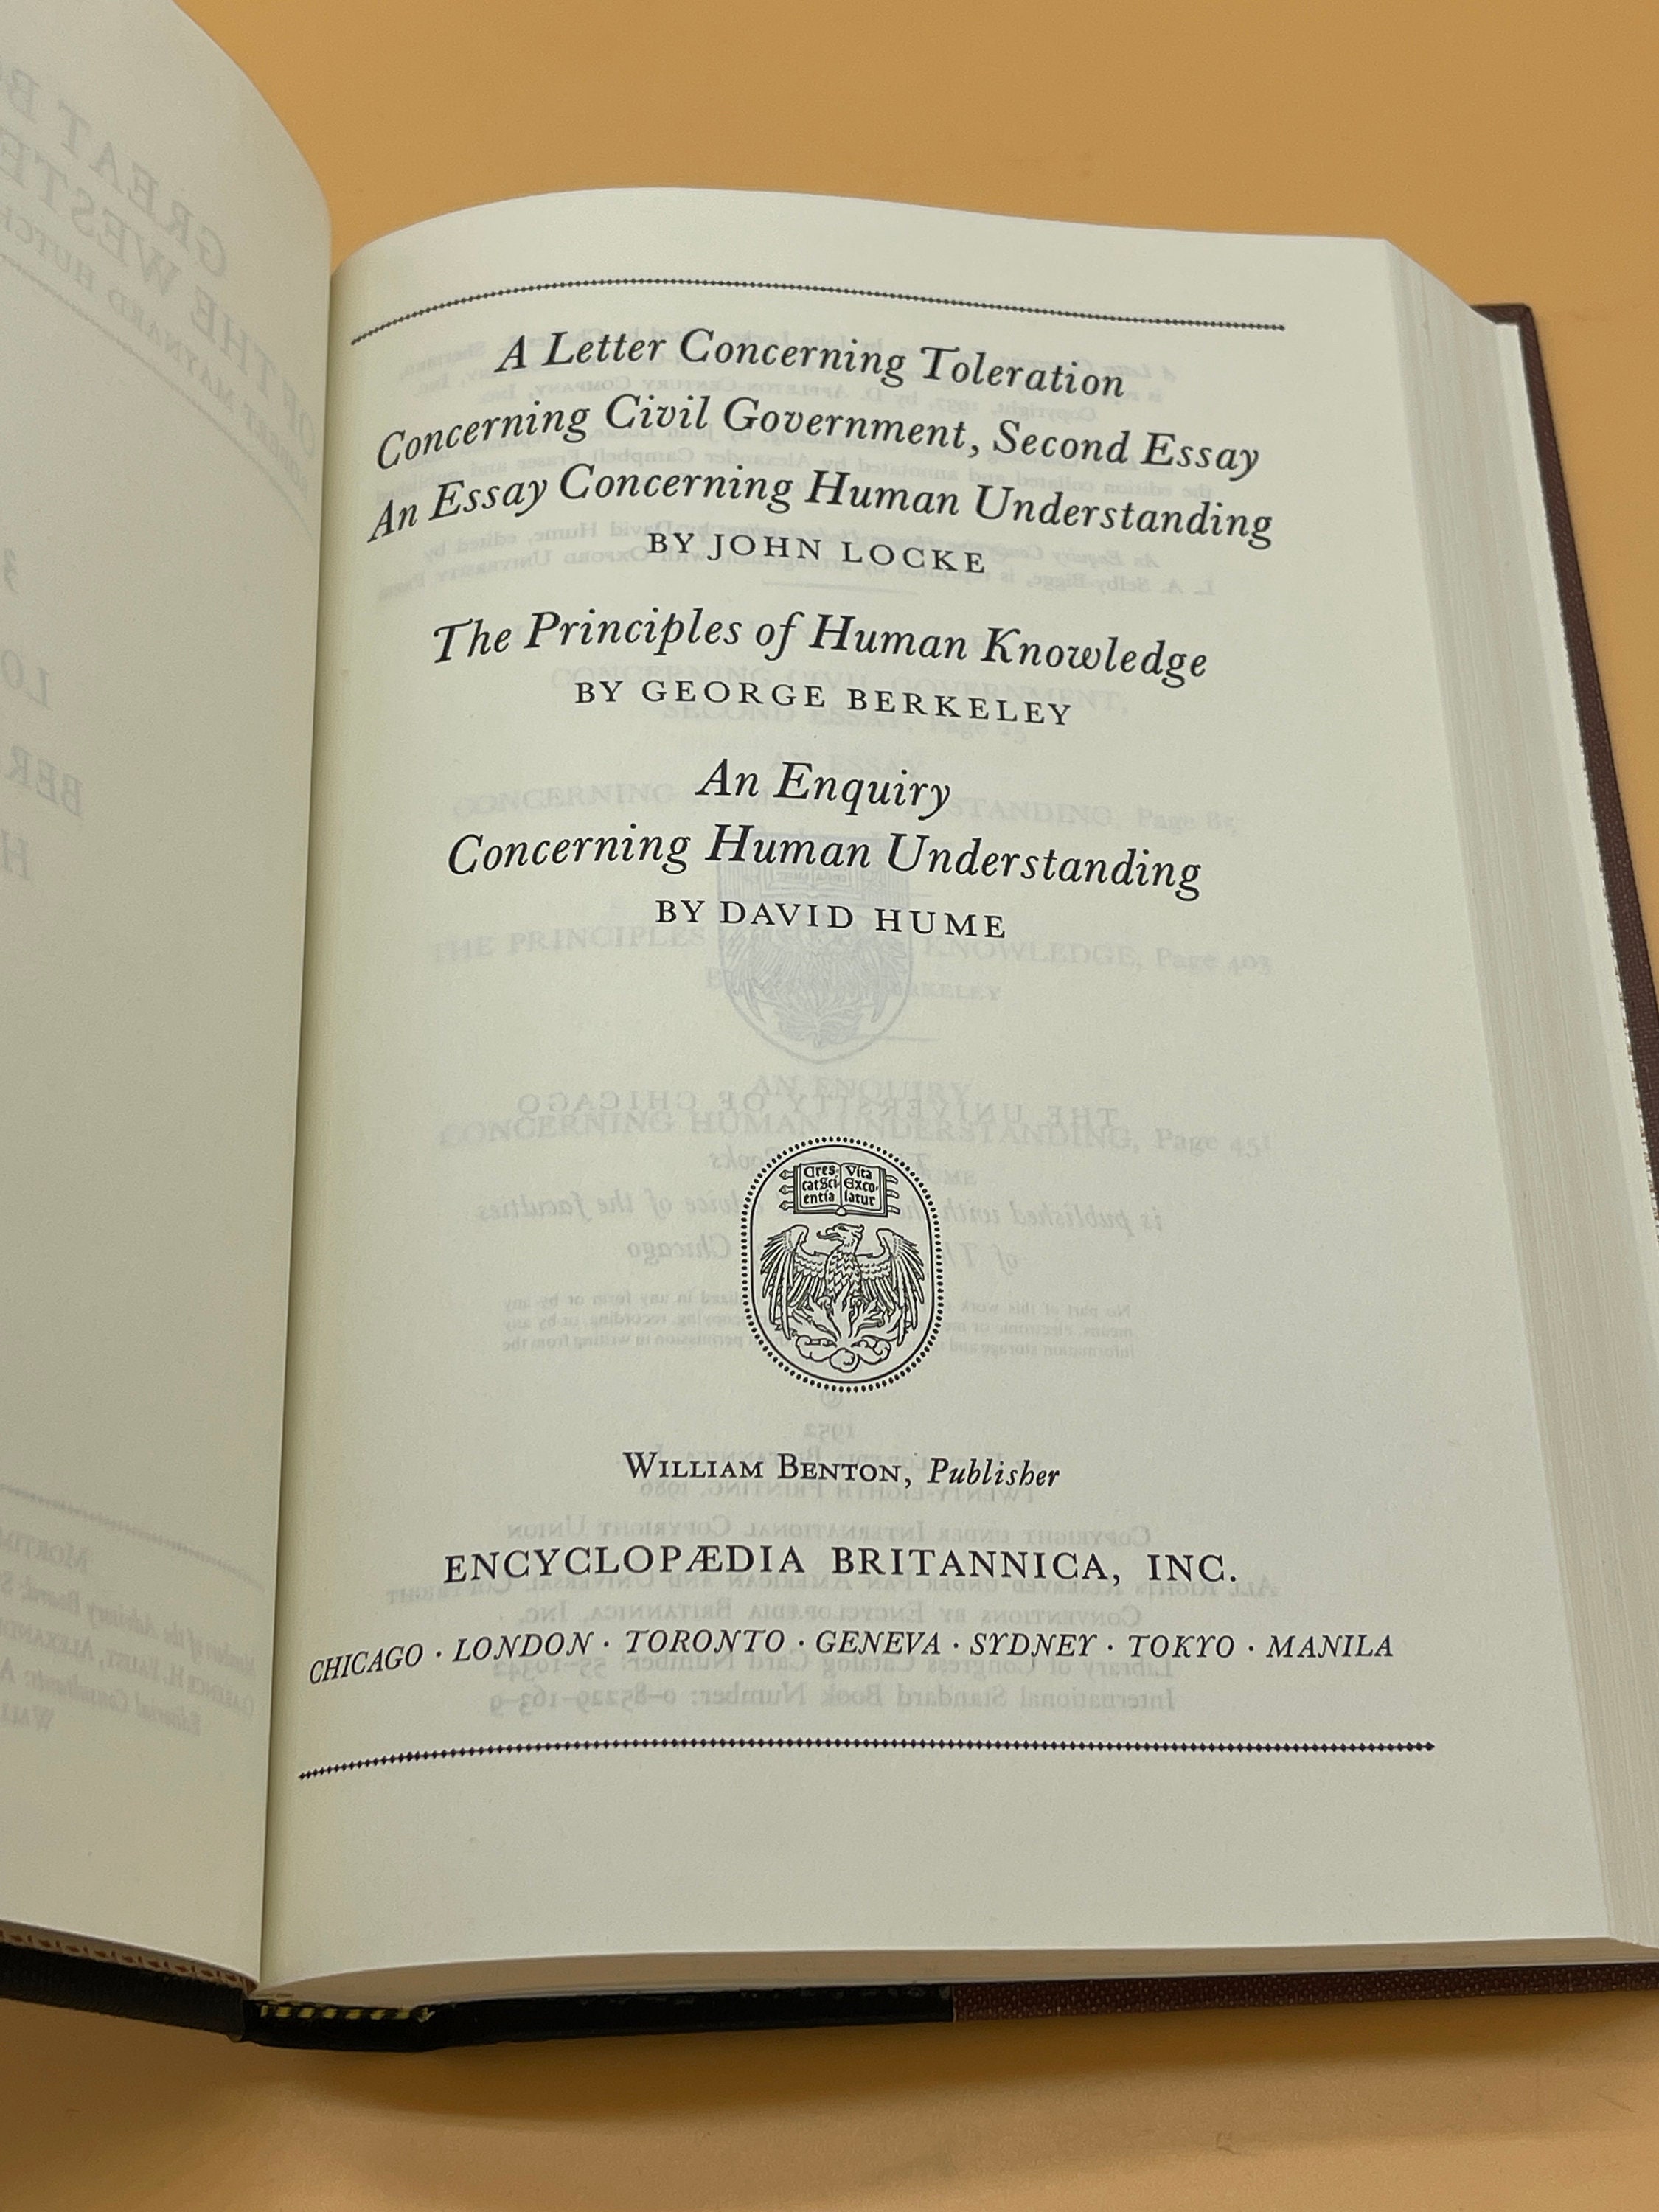 A Letter Concerning Toleration
Concerning Civil Government, Second Essay
An Essay Concerning Human Understanding
BY JOHN LOCKE
The Principles of Human Knowledge
BY GEORGE BERKELEY
An Enquiry
Concerning Human Understanding
BY DAVID HUME
Cres Vita
cat Sci Exco
entia latur
WILLIAM BENTON, Publisher
ENCYCLOPÆDIA BRITANNICA, INC.
CHICAGO · LONDON · TORONTO · GENEVA · SYDNEY · TOKYO · MANILA